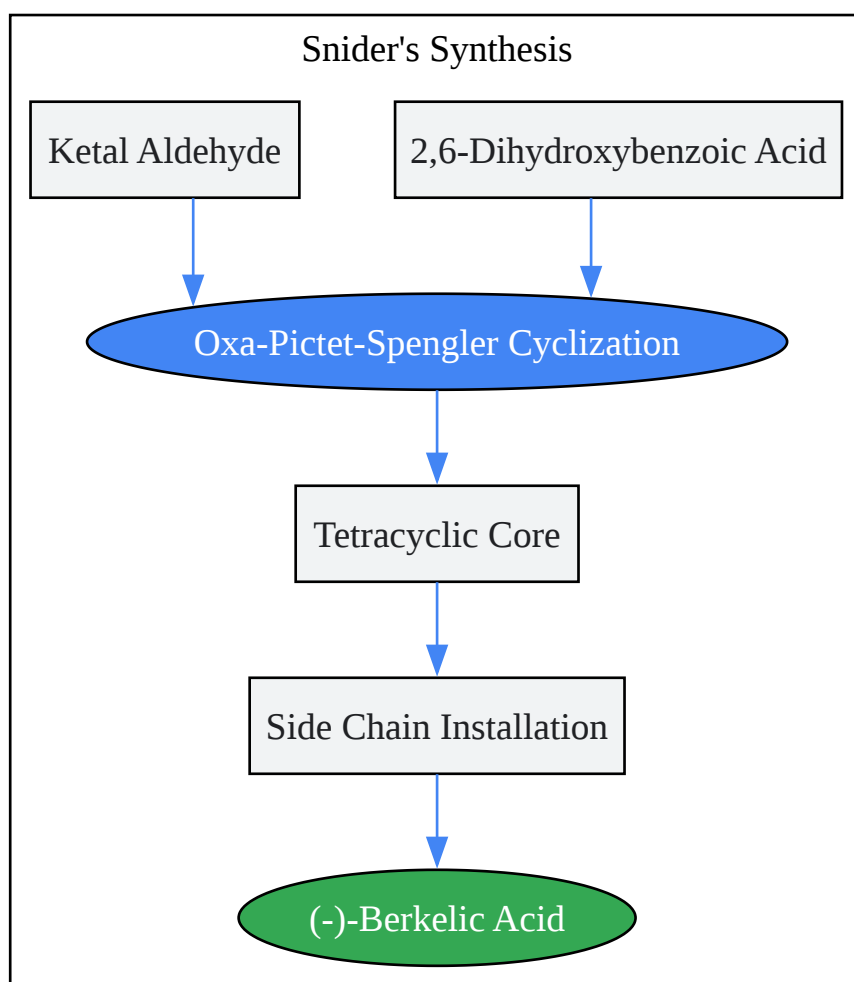 Snider's Synthesis
Ketal Aldehyde
2,6-Dihydroxybenzoic Acid
Oxa-Pictet-Spengler Cyclization
Tetracyclic Core
Side Chain Installation
(-)-Berkelic Acid